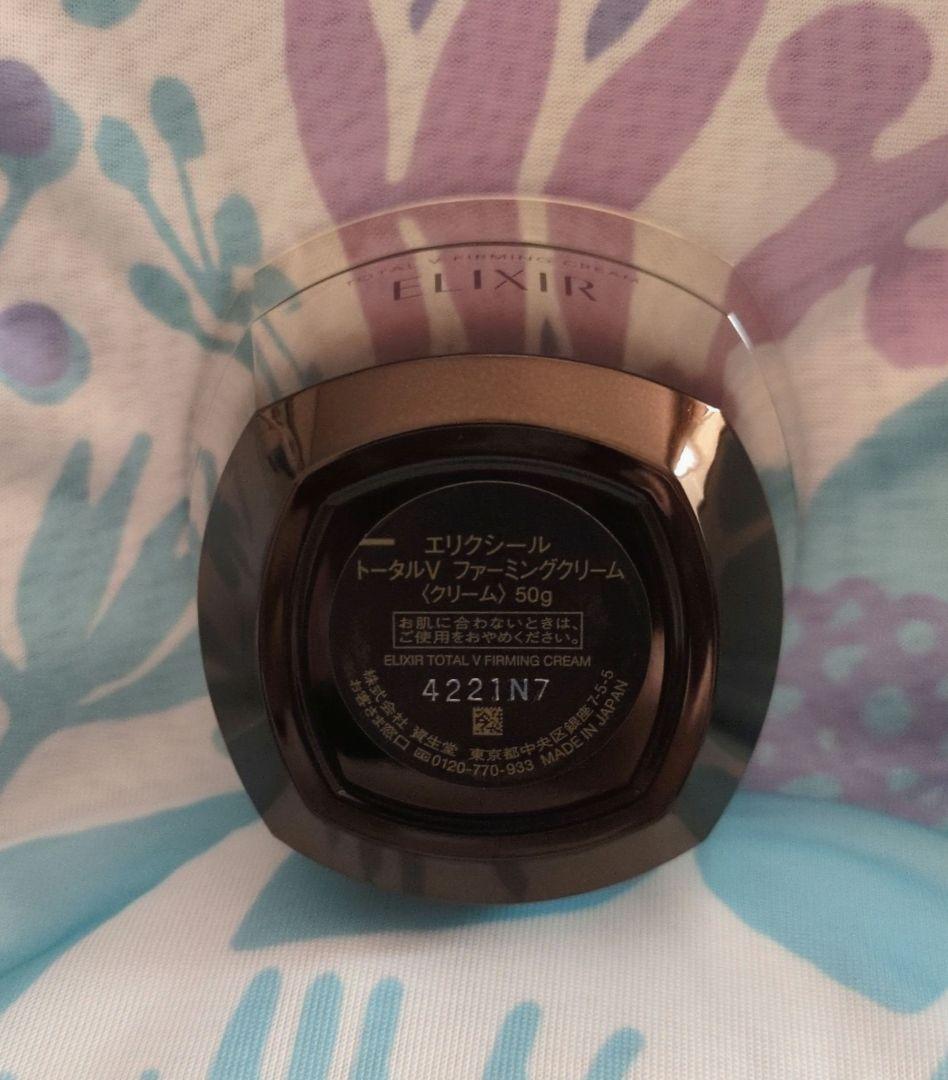 TOTAL V FIRMING CREAM
ELIXIR
エリクシール
トータルV ファーミングクリーム
〈クリーム〉 50g
お肌に合わないときは、
ご使用をおやめください。
ELIXIR TOTAL V FIRMING CREAM
4221N7
株式会社 資生堂 東京都中央区銀座7-5-5
お客さま窓口 0120-770-933 MADE IN JAPAN